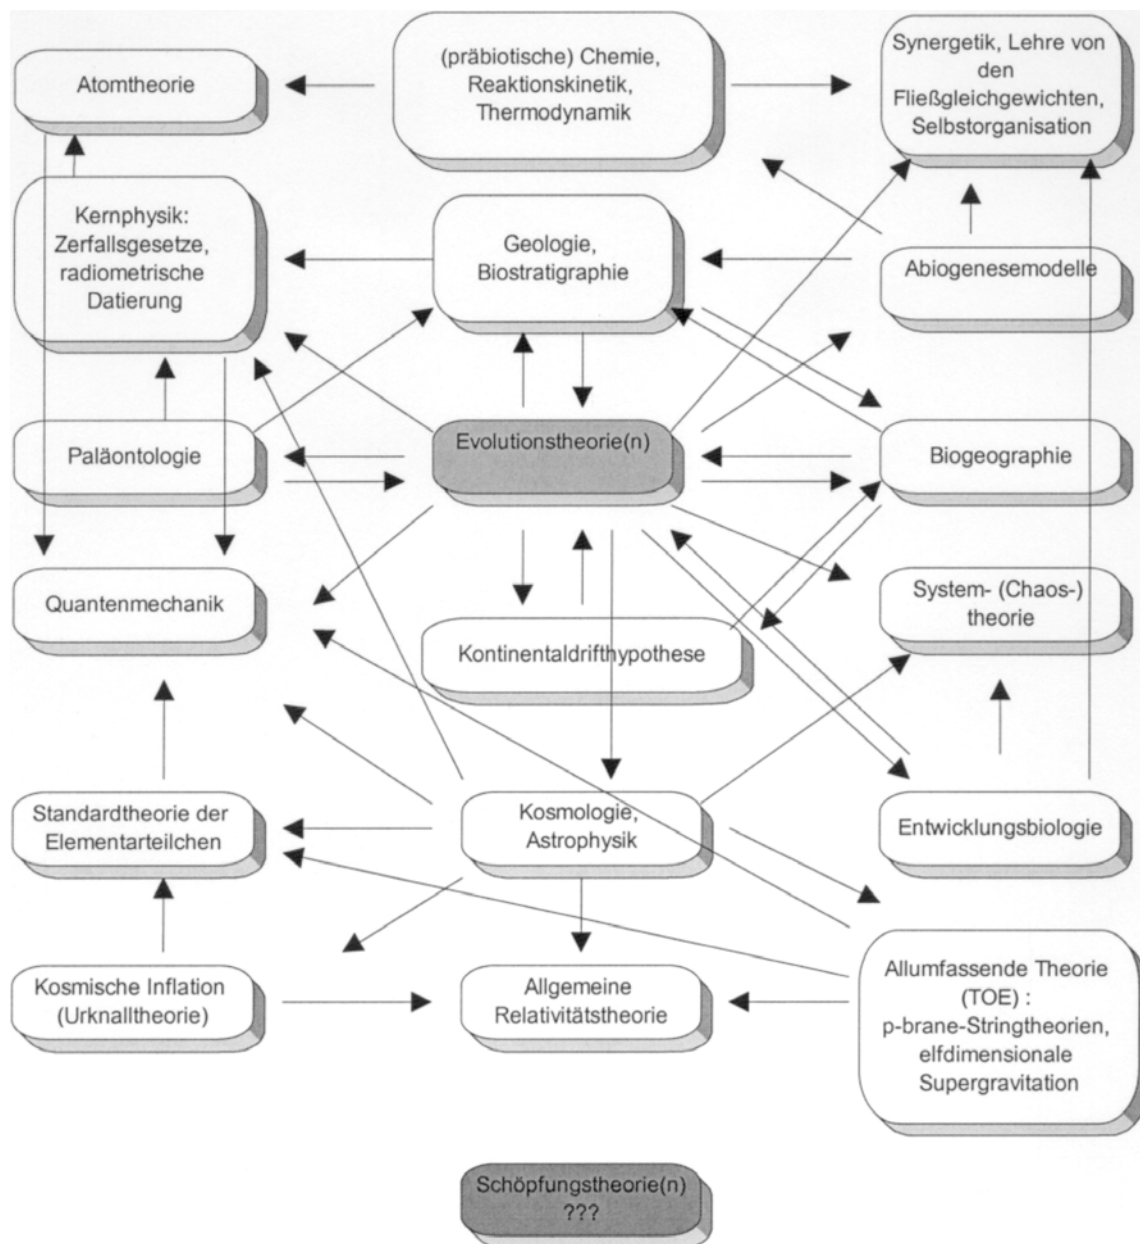 Atomtheorie
(präbiotische) Chemie,
Reaktionskinetik,
Thermodynamik
Synergetik, Lehre von
den
Fließgleichgewichten,
Selbstorganisation
Kernphysik:
Zerfallsgesetze,
radiometrische
Datierung
Geologie,
Biostratigraphie
Abiogenesemodelle
Paläontologie
Evolutionstheorie(n)
Biogeographie
Quantenmechanik
Kontinentaldrifthypothese
System- (Chaos-)
theorie
Standardtheorie der
Elementarteilchen
Kosmologie,
Astrophysik
Entwicklungsbiologie
Kosmische Inflation
(Urknalltheorie)
Allgemeine
Relativitätstheorie
Allumfassende Theorie
(TOE) :
p-brane-Stringtheorien,
elfdimensionale
Supergravitation
Schöpfungstheorie(n)
???